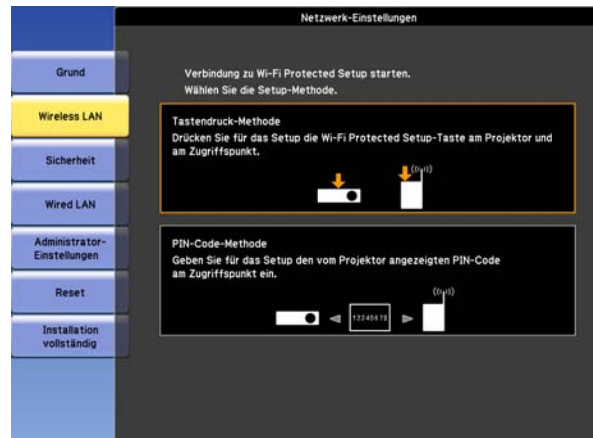 Netzwerk-Einstellungen
Grund
Wireless LAN
Sicherheit
Wired LAN
Administrator-
Einstellungen
Reset
Installation
vollständig
Verbindung zu Wi-Fi Protected Setup starten.
Wählen Sie die Setup-Methode.
Tastendruck-Methode
Drücken Sie für das Setup die Wi-Fi Protected Setup-Taste am Projektor und
am Zugriffspunkt.
PIN-Code-Methode
Geben Sie für das Setup den vom Projektor angezeigten PIN-Code
am Zugriffspunkt ein.
12345678